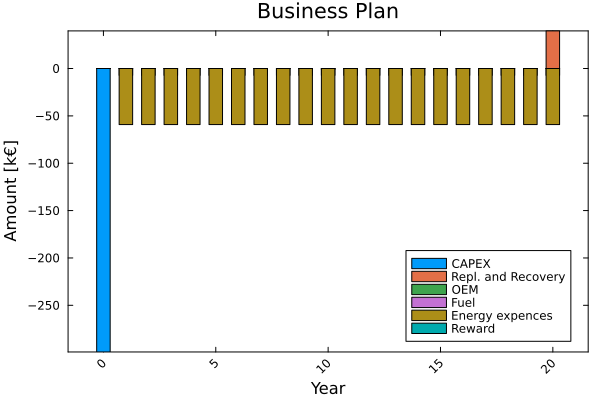 Business Plan
Amount [k€]
0
−50
−100
−150
−200
−250
CAPEX
Repl. and Recovery
OEM
Fuel
Energy expences
Reward
0
5
10
15
20
Year